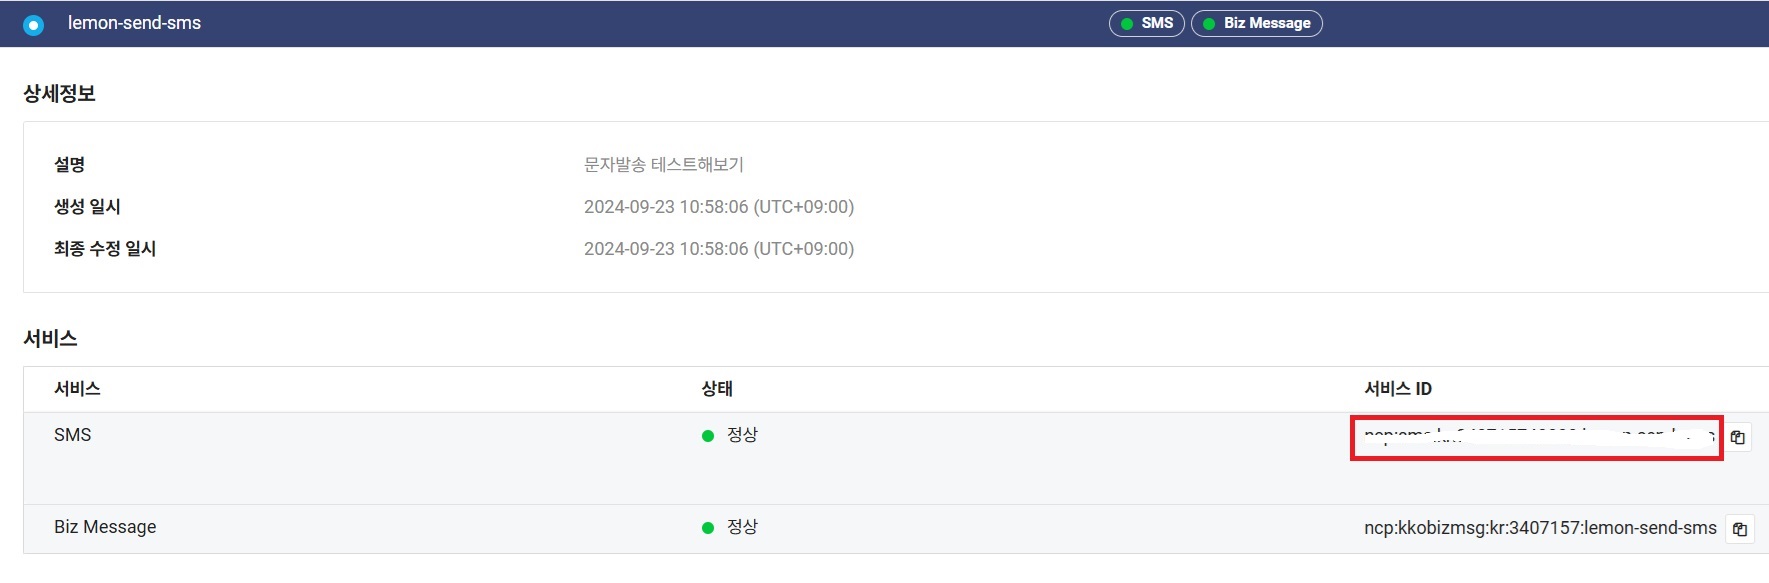 lemon-send-sms
SMS
Biz Message
상세정보
설명 문자발송 테스트해보기
생성 일시 2024-09-23 10:58:06 (UTC+09:00)
최종 수정 일시 2024-09-23 10:58:06 (UTC+09:00)
서비스
서비스 상태 서비스 ID
SMS 정상
Biz Message 정상 ncp:kkobizmsg:kr:3407157:lemon-send-sms